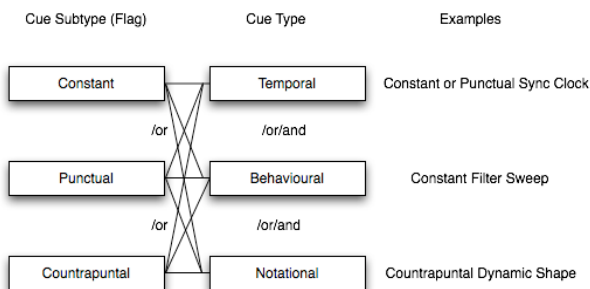 Cue Subtype (Flag) Cue Type Examples
Constant Temporal Constant or Punctual Sync Clock
/or /or/and
Punctual Behavioural Constant Filter Sweep
/or /or/and
Countrapuntal Notational Countrapuntal Dynamic Shape